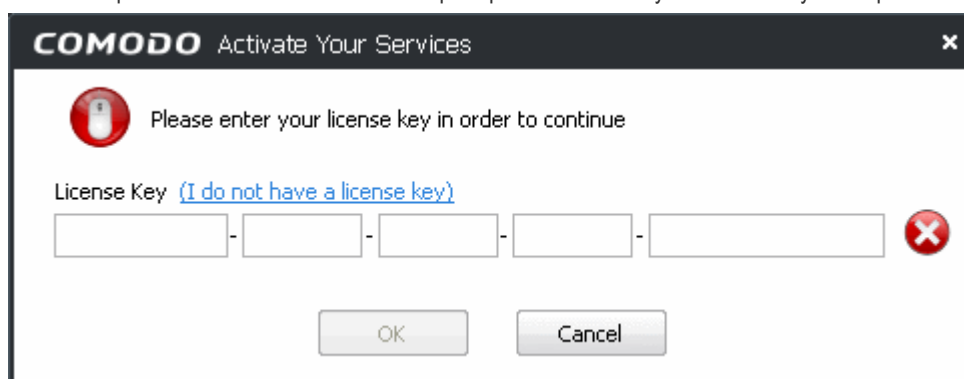 COMODO Activate Your Services
Please enter your license key in order to continue
License Key (I do not have a license key)
- - - -
OK Cancel